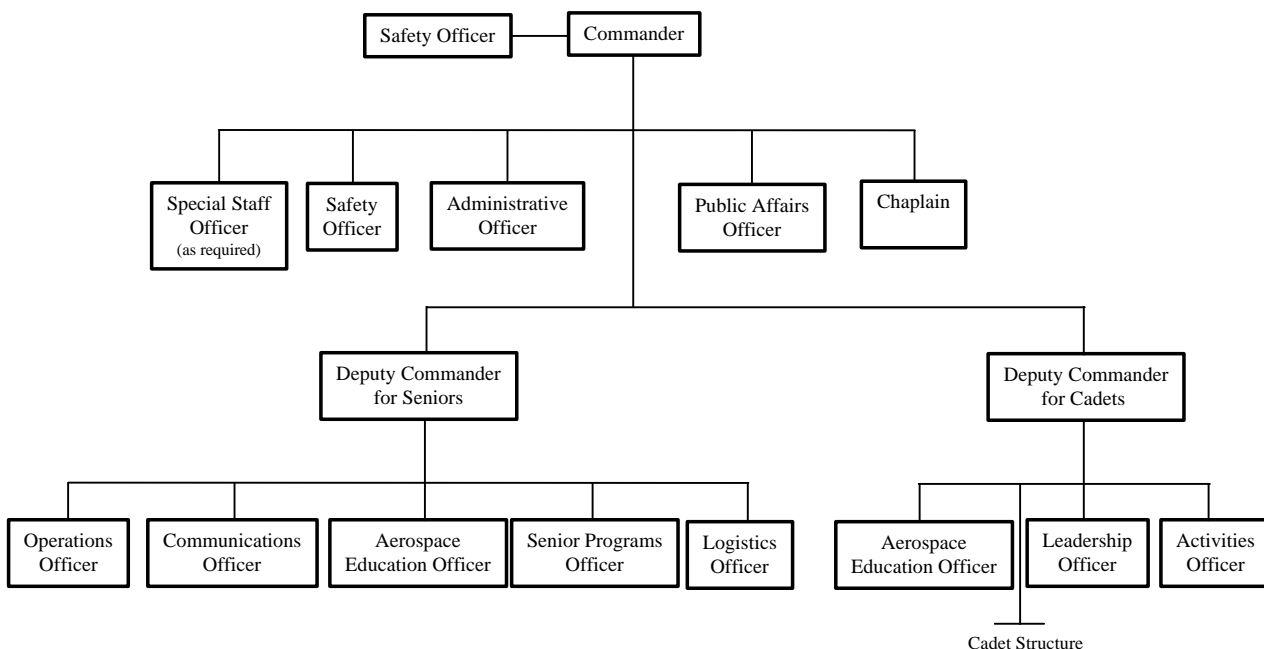 Safety Officer
Commander
Special Staff
Officer
(as required)
Safety
Officer
Administrative
Officer
Public Affairs
Officer
Chaplain
Deputy Commander
for Seniors
Deputy Commander
for Cadets
Operations
Officer
Communications
Officer
Aerospace
Education Officer
Senior Programs
Officer
Logistics
Officer
Aerospace
Education Officer
Leadership
Officer
Activities
Officer
Cadet Structure